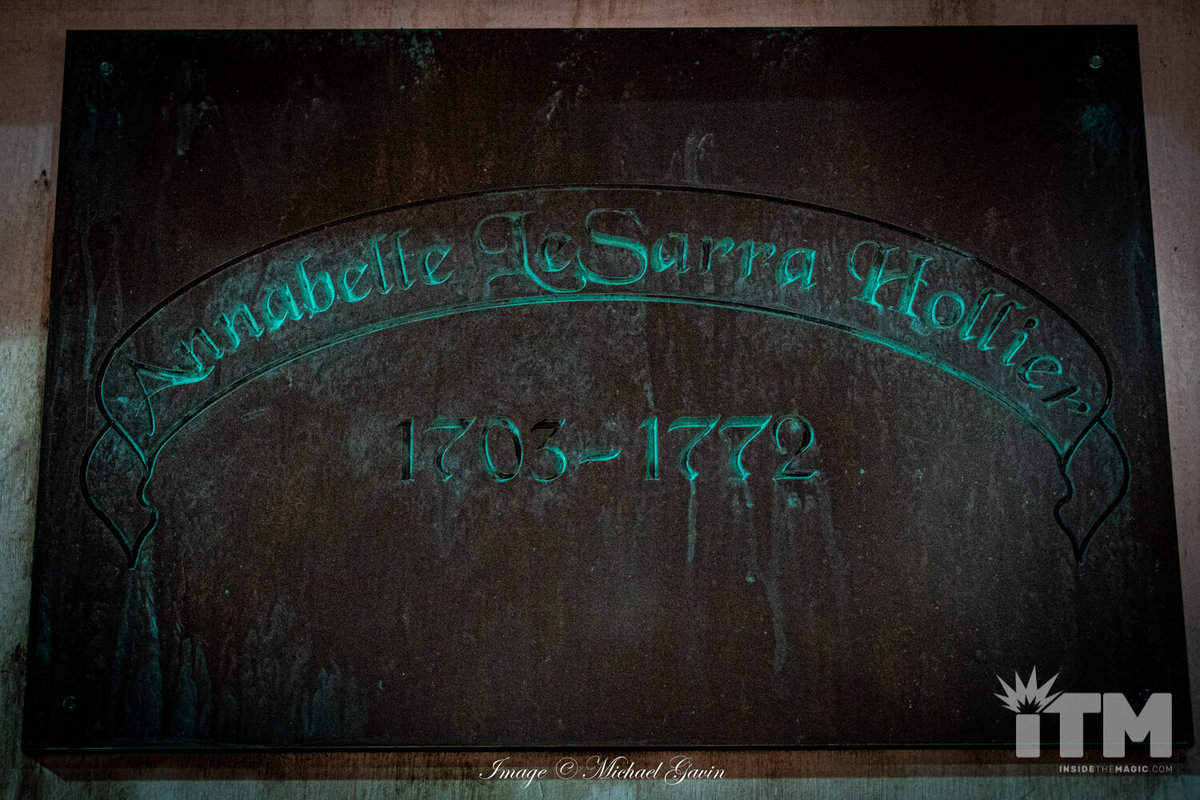 Annabelle LeSarra Hollier
1703-1772
iTM
INSIDETHEMAGIC.COM
Image © Michael Gavin